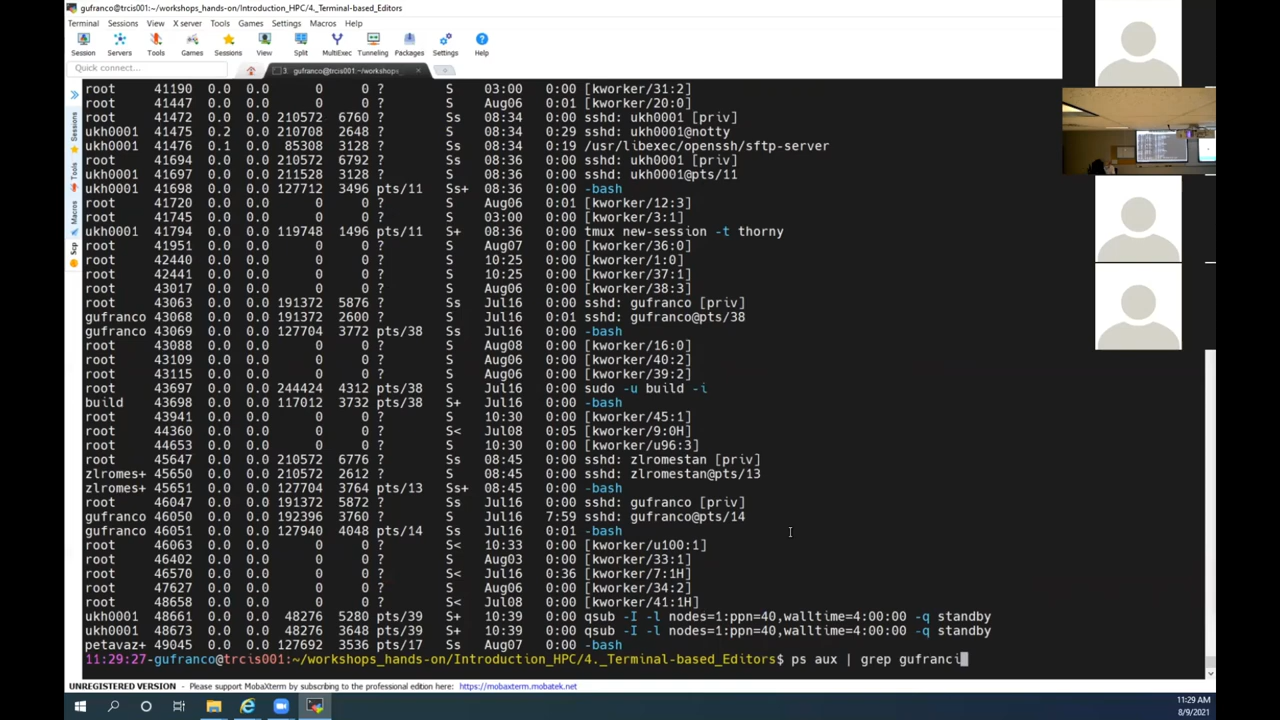 gufranco@trcis001:~/workshops_hands-on/Introduction_HPC/4._Terminal-based_Editors
Terminal Sessions View X server Tools Games Settings Macros Help
Session Servers Tools Games Sessions View Split MultiExec Tunneling Packages Settings Help
Quick connect...
3. gufranco@trcis001:~/workshops_
Sessions
Tools
Macros
Scp
root 41190 0.0 0.0 0 0 ? S 03:00 0:00 [kworker/31:2]
root 41447 0.0 0.0 0 0 ? S Aug06 0:01 [kworker/20:0]
root 41472 0.0 0.0 210572 6760 ? Ss 08:34 0:00 sshd: ukh0001 [priv]
ukh0001 41475 0.2 0.0 210708 2648 ? S 08:34 0:29 sshd: ukh0001@notty
ukh0001 41476 0.1 0.0 85308 3128 ? Ss 08:34 0:19 /usr/libexec/openssh/sftp-server
root 41694 0.0 0.0 210572 6792 ? Ss 08:36 0:00 sshd: ukh0001 [priv]
ukh0001 41697 0.0 0.0 211528 3168 ? S 08:36 0:00 sshd: ukh0001@pts/11
ukh0001 41698 0.0 0.0 127712 3496 pts/11 Ss+ 08:36 0:00 -bash
root 41720 0.0 0.0 0 0 ? S Aug06 0:01 [kworker/12:3]
root 41745 0.0 0.0 0 0 ? S 03:01 0:00 [kworker/3:1]
ukh0001 41794 0.0 0.0 119748 1496 pts/11 S+ 08:36 0:00 tmux new-session -t thorny
root 41951 0.0 0.0 0 0 ? S Aug07 0:00 [kworker/36:0]
root 42440 0.0 0.0 0 0 ? S 10:25 0:00 [kworker/1:0]
root 42441 0.0 0.0 0 0 ? S 10:25 0:00 [kworker/37:1]
root 43017 0.0 0.0 0 0 ? S Aug06 0:00 [kworker/38:3]
root 43063 0.0 0.0 191372 5876 ? Ss Jul16 0:00 sshd: gufranco [priv]
gufranco 43068 0.0 0.0 191372 2600 ? S Jul16 0:01 sshd: gufranco@pts/38
gufranco 43069 0.0 0.0 127704 3772 pts/38 Ss Jul16 0:00 -bash
root 43088 0.0 0.0 0 0 ? S Aug08 0:00 [kworker/16:0]
root 43109 0.0 0.0 0 0 ? S Aug06 0:00 [kworker/40:2]
root 43115 0.0 0.0 0 0 ? S Aug06 0:00 [kworker/39:2]
root 43697 0.0 0.0 244424 4312 pts/38 S Jul16 0:00 sudo -u build -i
build 43698 0.0 0.0 117012 3732 pts/38 S+ Jul16 0:00 -bash
root 43941 0.0 0.0 0 0 ? S 10:30 0:00 [kworker/45:1]
root 44360 0.0 0.0 0 0 ? S< Jul08 0:05 [kworker/9:0H]
root 44653 0.0 0.0 0 0 ? S 10:30 0:00 [kworker/u96:3]
root 45647 0.0 0.0 210572 6776 ? Ss 08:45 0:00 sshd: zlromestan [priv]
zlromes+ 45650 0.0 0.0 210572 2612 ? S 08:45 0:00 sshd: zlromestan@pts/13
zlromes+ 45651 0.0 0.0 127704 3764 pts/13 Ss+ 08:45 0:00 -bash
root 46047 0.0 0.0 191372 5872 ? Ss Jul16 0:00 sshd: gufranco [priv]
gufranco 46050 0.0 0.0 192396 3760 ? S Jul16 7:59 sshd: gufranco@pts/14
gufranco 46051 0.0 0.0 127940 4048 pts/14 Ss Jul16 0:01 -bash
root 46063 0.0 0.0 0 0 ? S< 10:33 0:00 [kworker/u100:1]
root 46402 0.0 0.0 0 0 ? S Aug03 0:00 [kworker/33:1]
root 46570 0.0 0.0 0 0 ? S< Jul16 0:36 [kworker/7:1H]
root 47627 0.0 0.0 0 0 ? S Aug06 0:00 [kworker/34:2]
root 48658 0.0 0.0 0 0 ? S< Jul08 0:00 [kworker/41:1H]
ukh0001 48661 0.0 0.0 48276 5280 pts/39 S+ 10:39 0:00 qsub -I -l nodes=1:ppn=40,walltime=4:00:00 -q standby
ukh0001 48673 0.0 0.0 48276 3648 pts/39 S+ 10:39 0:00 qsub -I -l nodes=1:ppn=40,walltime=4:00:00 -q standby
petavaz+ 49045 0.0 0.0 127692 3536 pts/17 Ss Aug07 0:00 -bash
11:29:27-gufranco@trcis001:~/workshops_hands-on/Introduction_HPC/4._Terminal-based_Editors$ ps aux | grep gufranci
UNREGISTERED VERSION - Please support MobaXterm by subscribing to the professional edition here: https://mobaxterm.mobatek.net
11:29 AM
8/9/2021